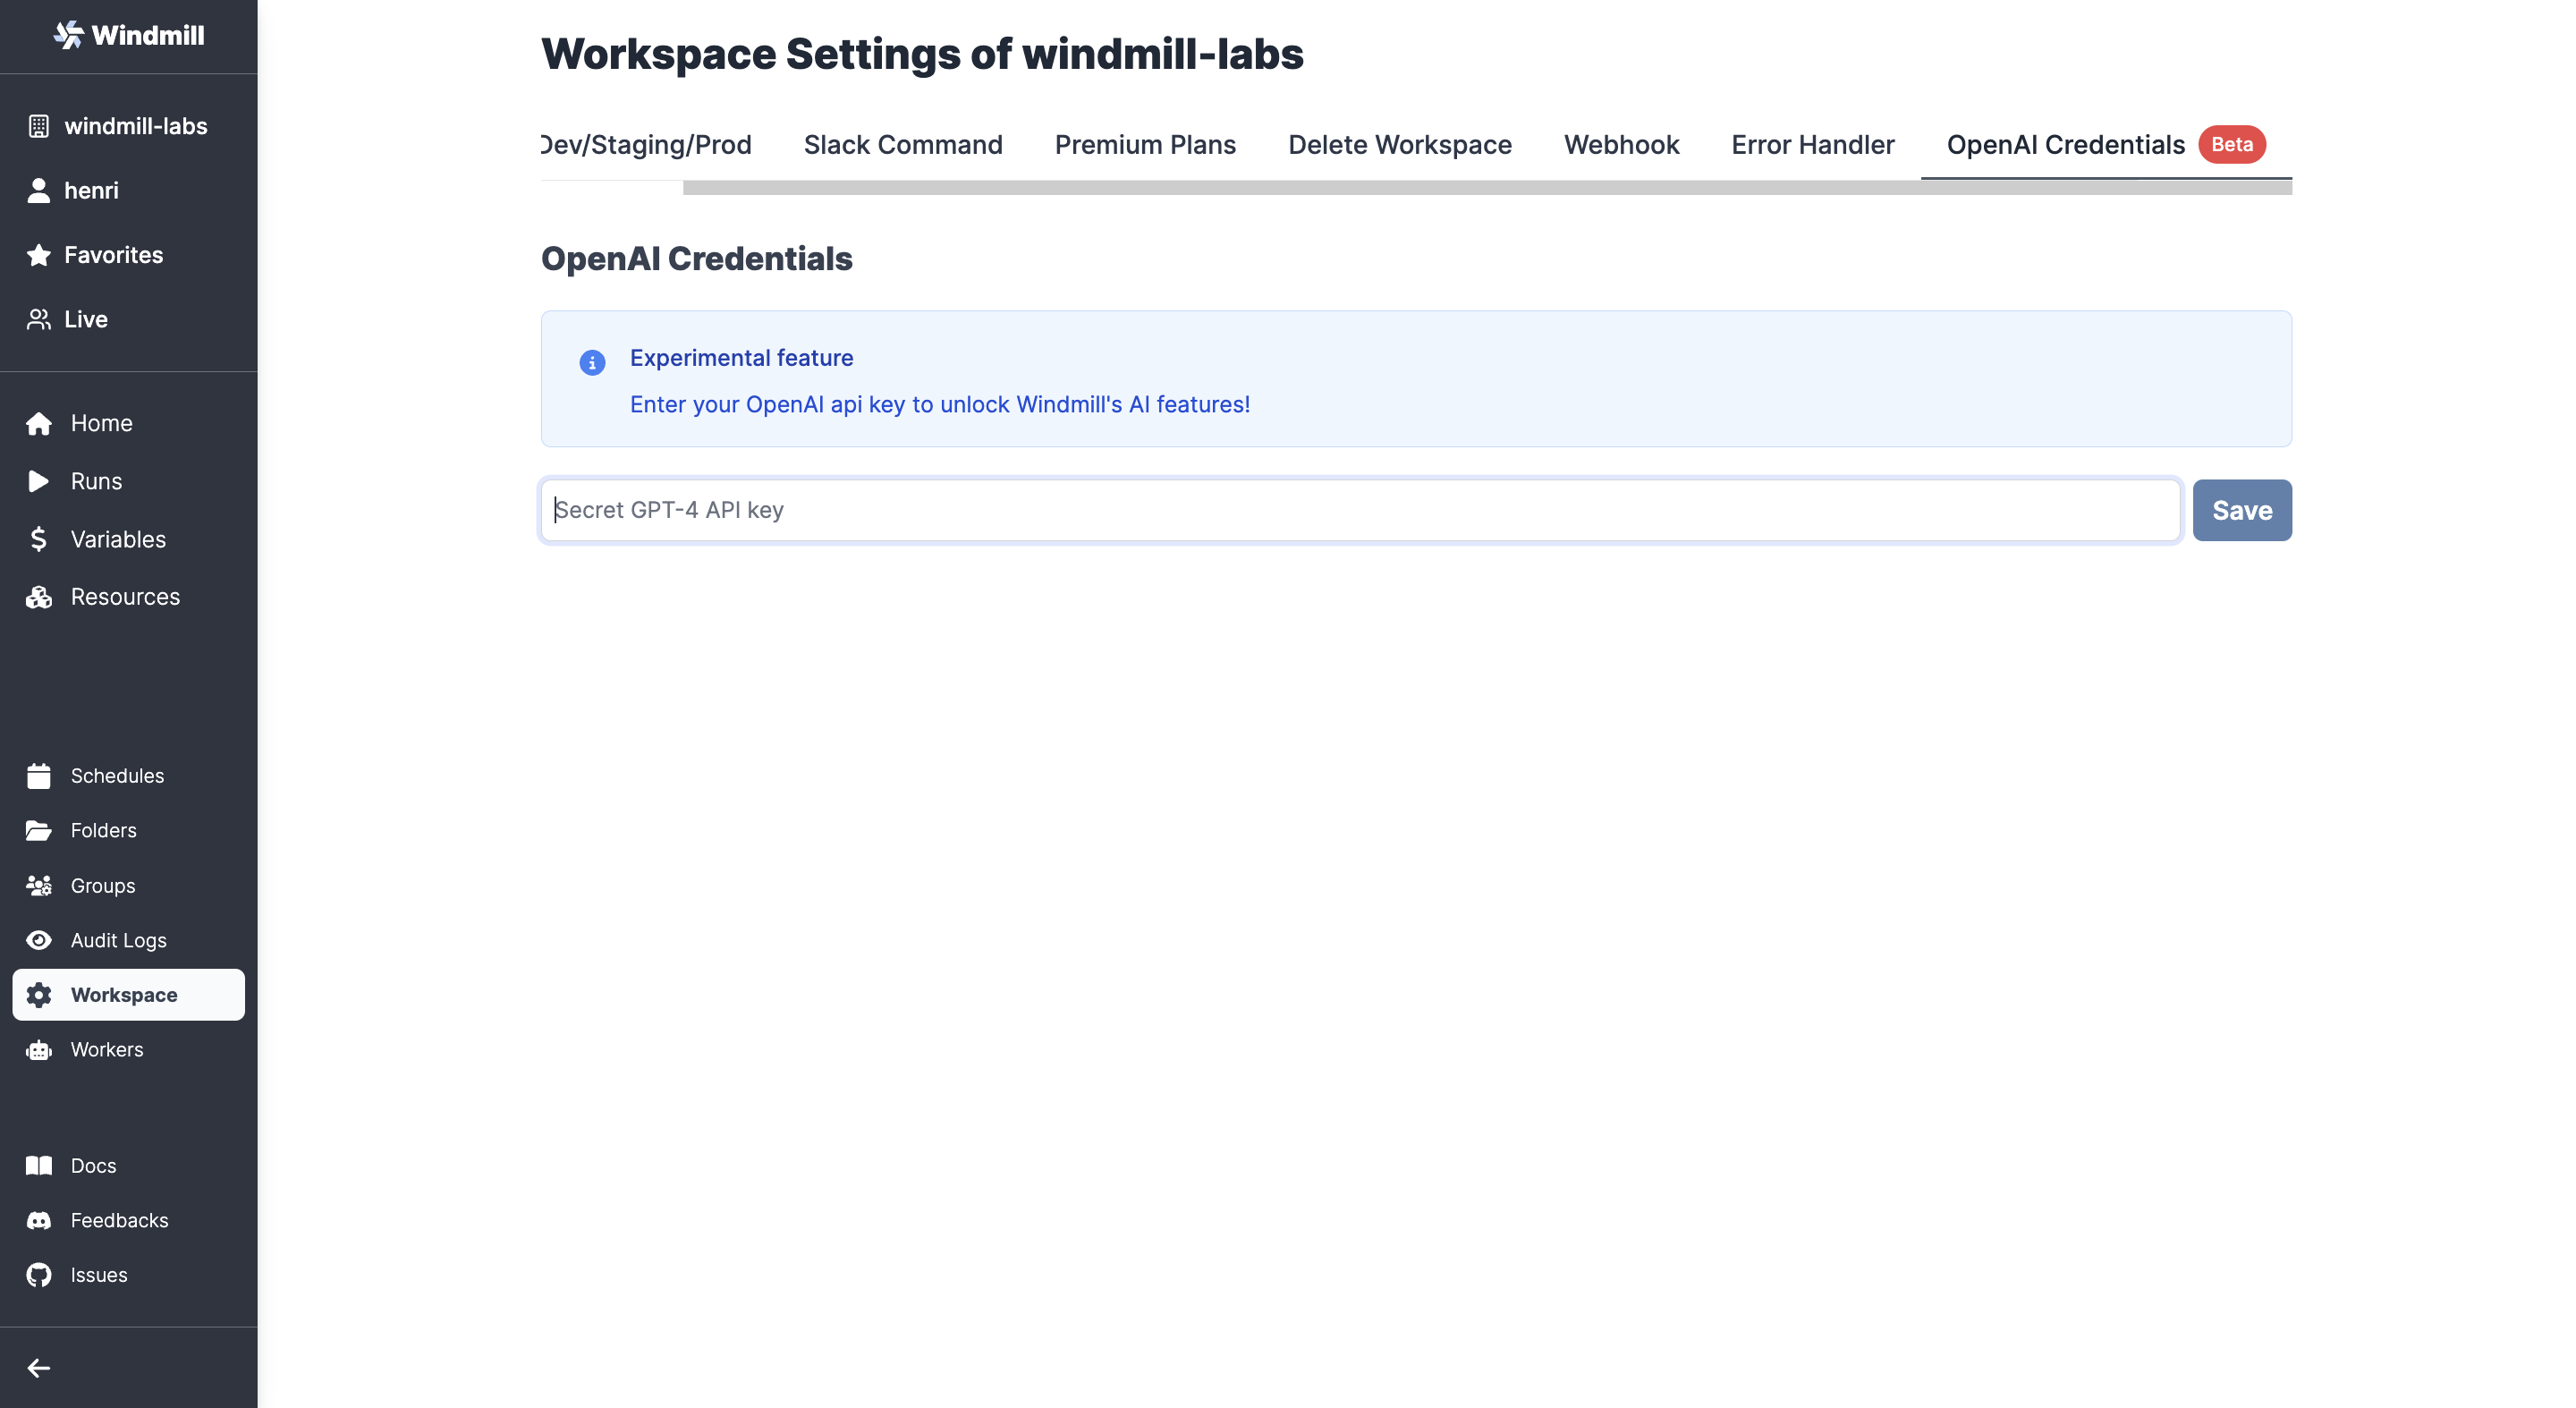 Windmill
windmill-labs
henri
Favorites
Live
Home
Runs
Variables
Resources
Schedules
Folders
Groups
Audit Logs
Workspace
Workers
Docs
Feedbacks
Issues
Workspace Settings of windmill-labs
Dev/Staging/Prod Slack Command Premium Plans Delete Workspace Webhook Error Handler OpenAI Credentials Beta
OpenAI Credentials
Experimental feature
Enter your OpenAI api key to unlock Windmill's AI features!
Secret GPT-4 API key Save